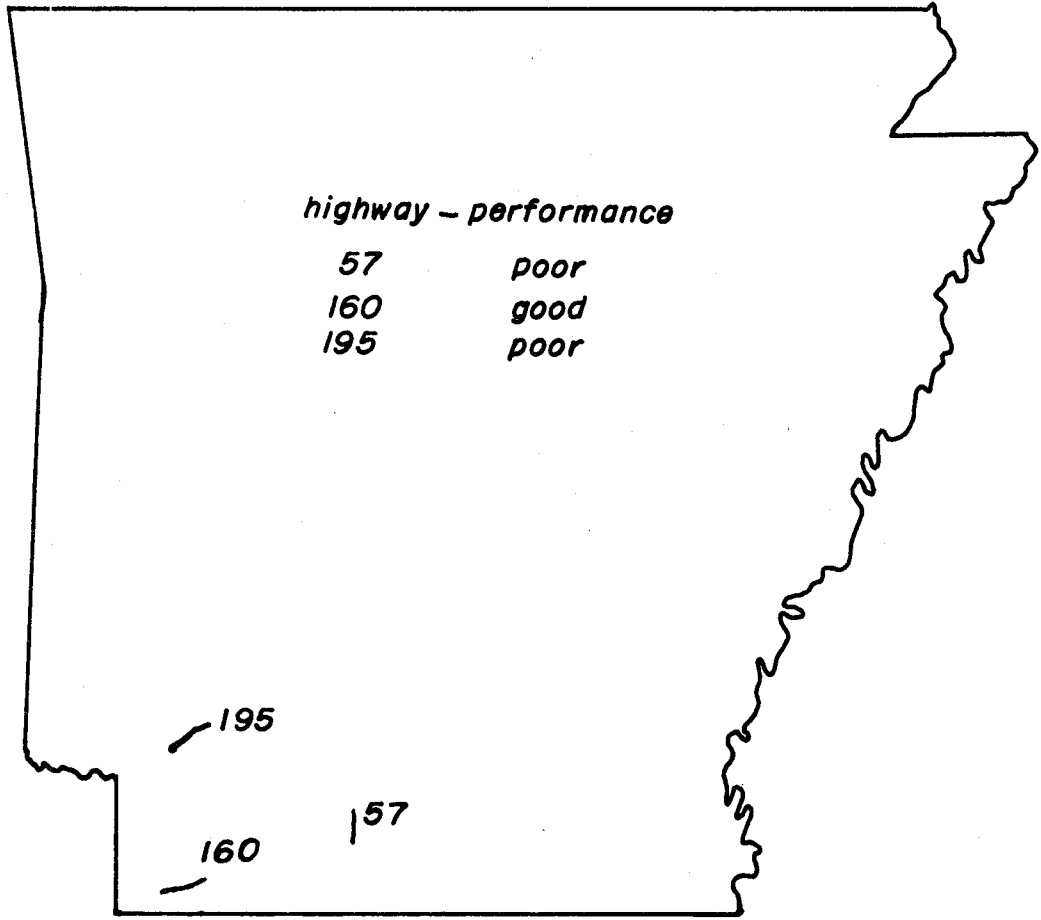 highway – performance
57 poor
160 good
195 poor
195
57
160